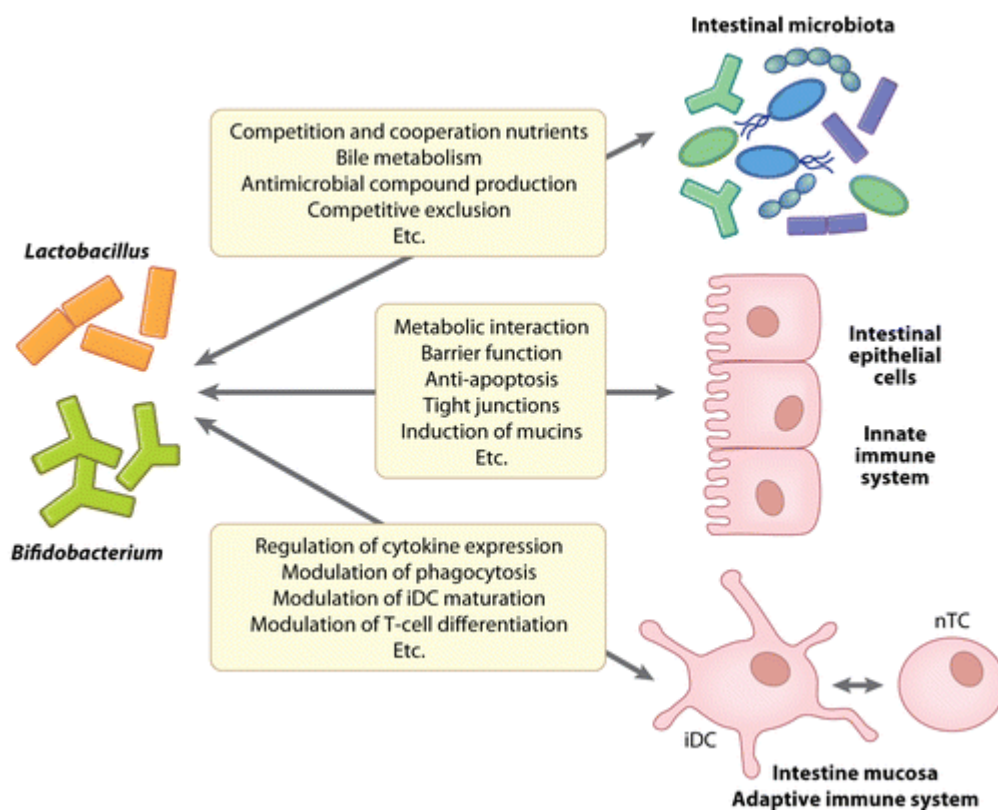 Intestinal microbiota
Competition and cooperation nutrients
Bile metabolism
Antimicrobial compound production
Competitive exclusion
Etc.
Lactobacillus
Metabolic interaction
Barrier function
Anti-apoptosis
Tight junctions
Induction of mucins
Etc.
Intestinal
epithelial
cells
Innate
immune
system
Bifidobacterium
Regulation of cytokine expression
Modulation of phagocytosis
Modulation of iDC maturation
Modulation of T-cell differentiation
Etc.
nTC
iDC
Intestine mucosa
Adaptive immune system